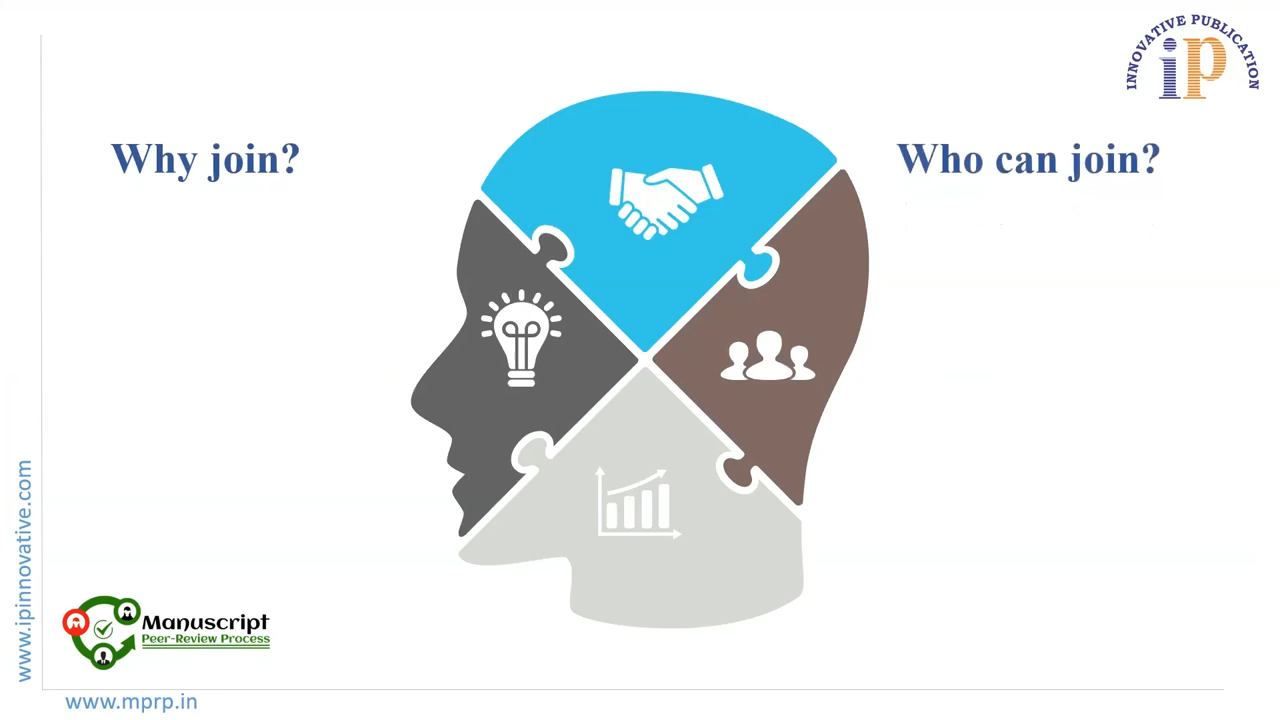 INNOVATIVE PUBLICATION
ip
Why join?
Who can join?
www.ipinnovative.com
Manuscript
Peer-Review Process
www.mprp.in